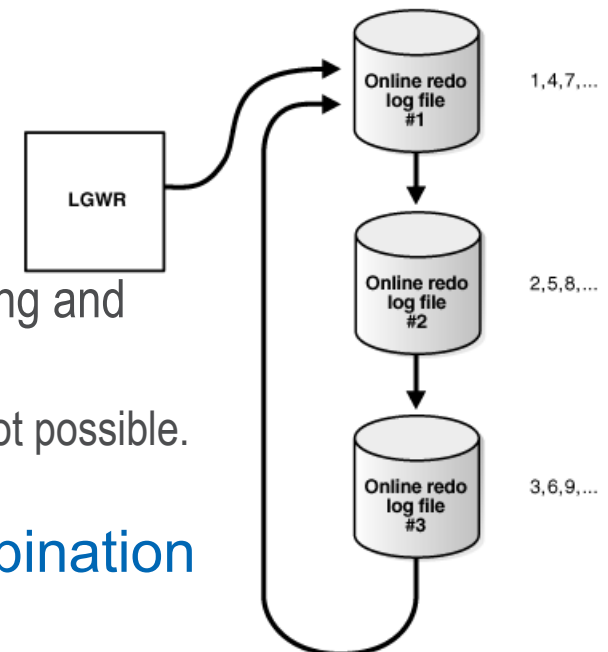 Online redo
log file
#1
1,4,7,...
LGWR
ng and
Online redo
log file
#2
2,5,8,...
ot possible.
Online redo
log file
#3
3,6,9,...
bination